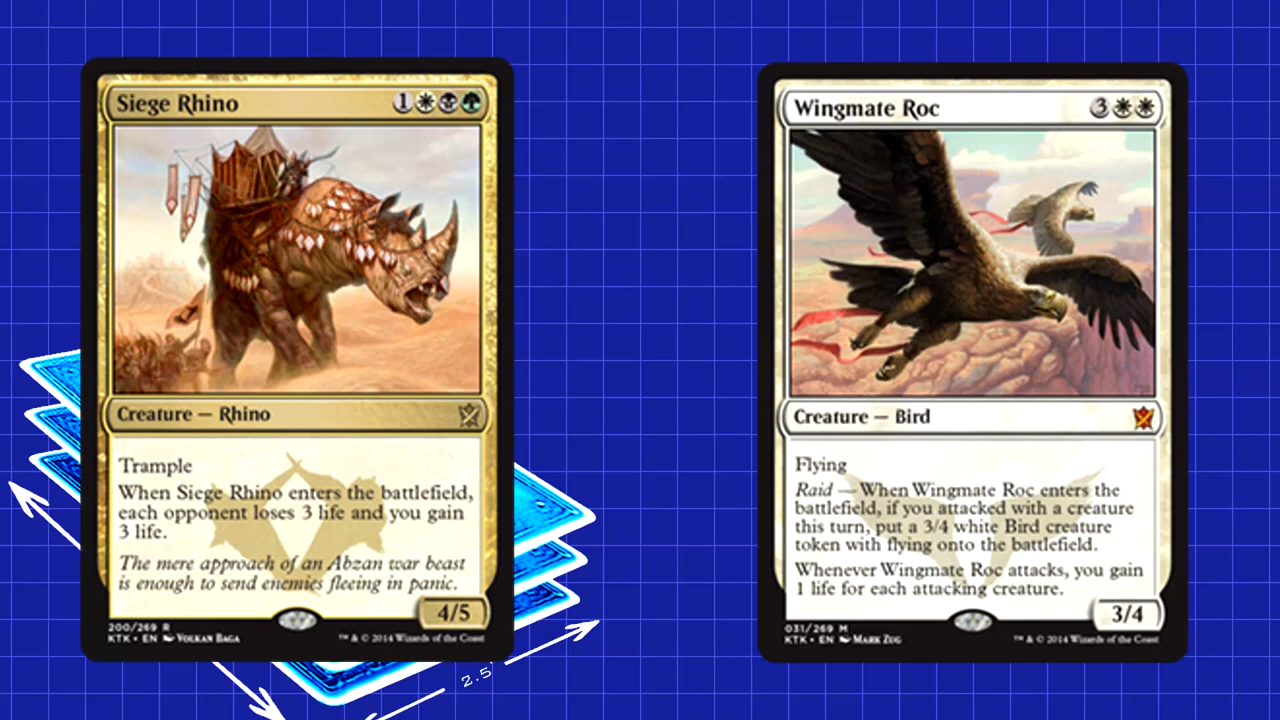 Siege Rhino
1
Creature — Rhino
Trample
When Siege Rhino enters the battlefield,
each opponent loses 3 life and you gain
3 life.
The mere approach of an Abzan war beast
is enough to send enemies fleeing in panic.
4/5
200/269 R
KTK • EN VOLKAN BAGA
™ & © 2014 Wizards of the Coast
Wingmate Roc
3
Creature — Bird
Flying
Raid — When Wingmate Roc enters the
battlefield, if you attacked with a creature
this turn, put a 3/4 white Bird creature
token with flying onto the battlefield.
Whenever Wingmate Roc attacks, you gain
1 life for each attacking creature.
3/4
031/269 M
KTK • EN MARK ZUG
™ & © 2014 Wizards of the Coast
2.5